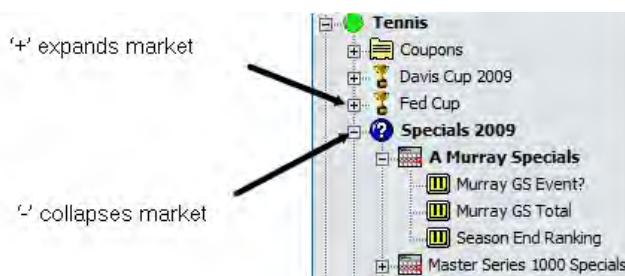 Tennis
'+' expands market
Coupons
Davis Cup 2009
Fed Cup
Specials 2009
A Murray Specials
Murray GS Event?
'-' collapses market
Murray GS Total
Season End Ranking
Master Series 1000 Specials